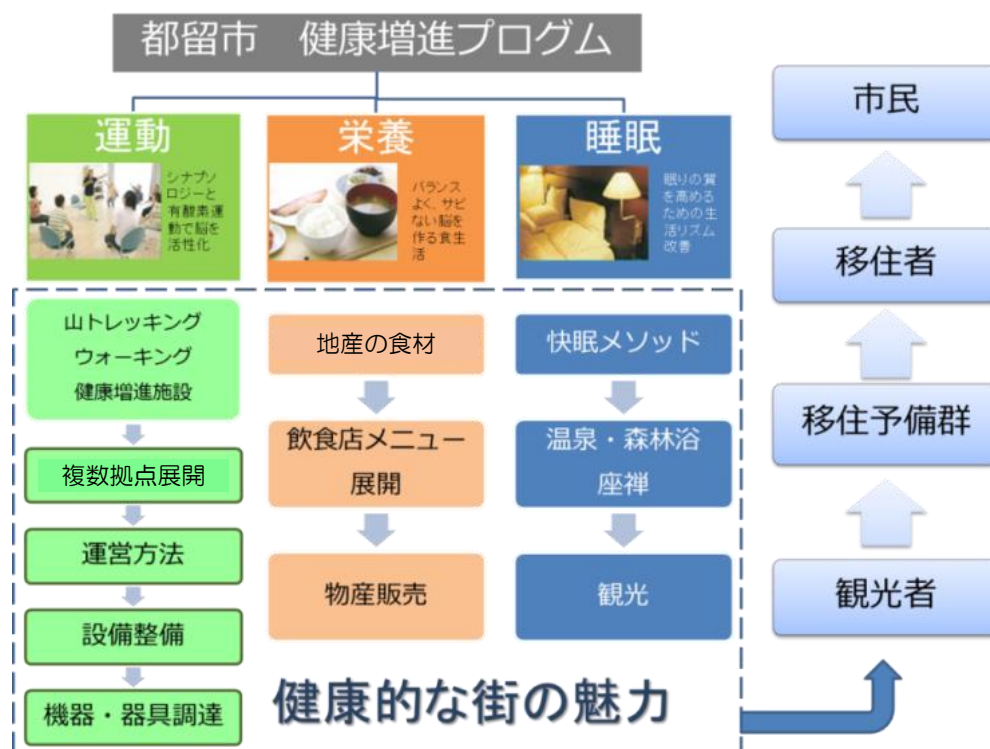 都留市　健康増進プログム
運動
シナプソ
ロジーと
有酸素運
動で脳を
活性化
栄養
バランス
よく、サビ
ない脳を
作る食生
活
睡眠
眠りの質
を高める
ための生
活リズム
改善
山トレッキング
ウォーキング
健康増進施設
複数拠点展開
運営方法
設備整備
機器・器具調達
地産の食材
飲食店メニュー
展開
物産販売
快眠メソッド
温泉・森林浴
座禅
観光
健康的な街の魅力
市民
移住者
移住予備群
観光者